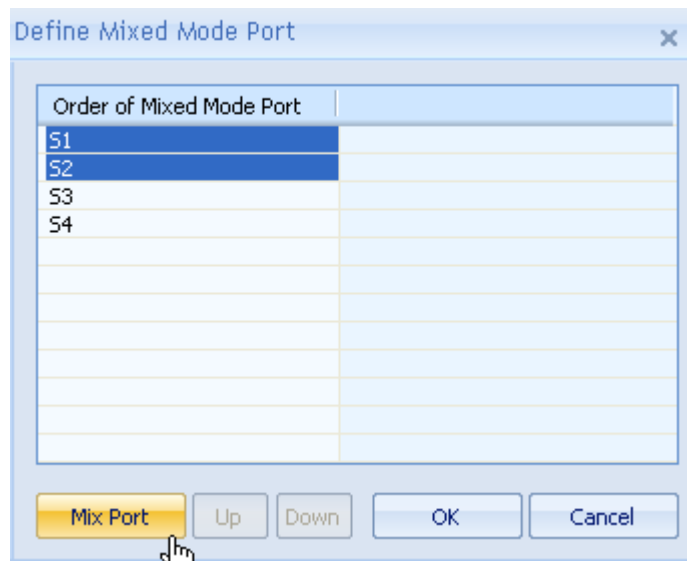 Define Mixed Mode Port
Order of Mixed Mode Port
S1
S2
S3
S4
Mix Port Up Down OK Cancel